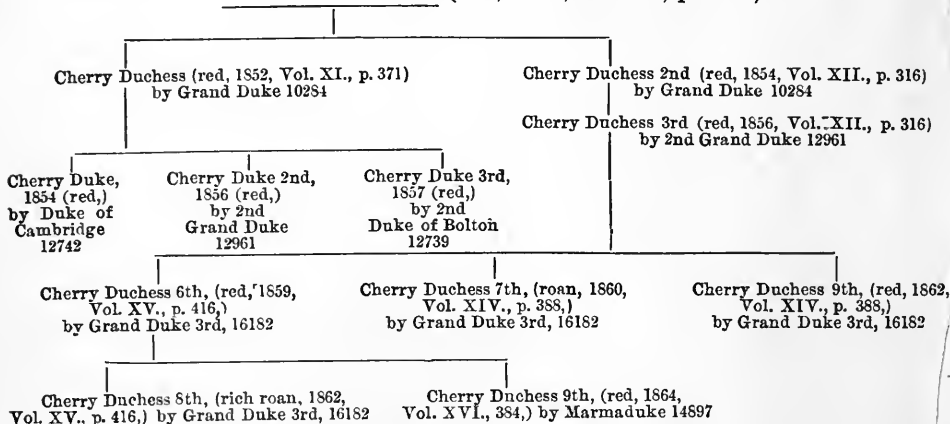 Cherry Duchess (red, 1852, Vol. XI., p. 371)
by Grand Duke 10284
Cherry Duchess 2nd (red, 1854, Vol. XII., p. 316)
by Grand Duke 10284
Cherry Duchess 3rd (red, 1856, Vol. XII., p. 316)
by 2nd Grand Duke 12961
Cherry Duke,
1854 (red,)
by Duke of
Cambridge
12742
Cherry Duke 2nd,
1856 (red,)
by 2nd
Grand Duke
12961
Cherry Duke 3rd,
1857 (red,)
by 2nd
Duke of Bolton
12739
Cherry Duchess 6th, (red, 1859,
Vol. XV., p. 416,)
by Grand Duke 3rd, 16182
Cherry Duchess 7th, (roan, 1860,
Vol. XIV., p. 388,)
by Grand Duke 3rd, 16182
Cherry Duchess 9th, (red, 1862,
Vol. XIV., p. 388,)
by Grand Duke 3rd, 16182
Cherry Duchess 8th, (rich roan, 1862,
Vol. XV., p. 416,) by Grand Duke 3rd, 16182
Cherry Duchess 9th, (red, 1864,
Vol. XVI., 384,) by Marmaduke 14897